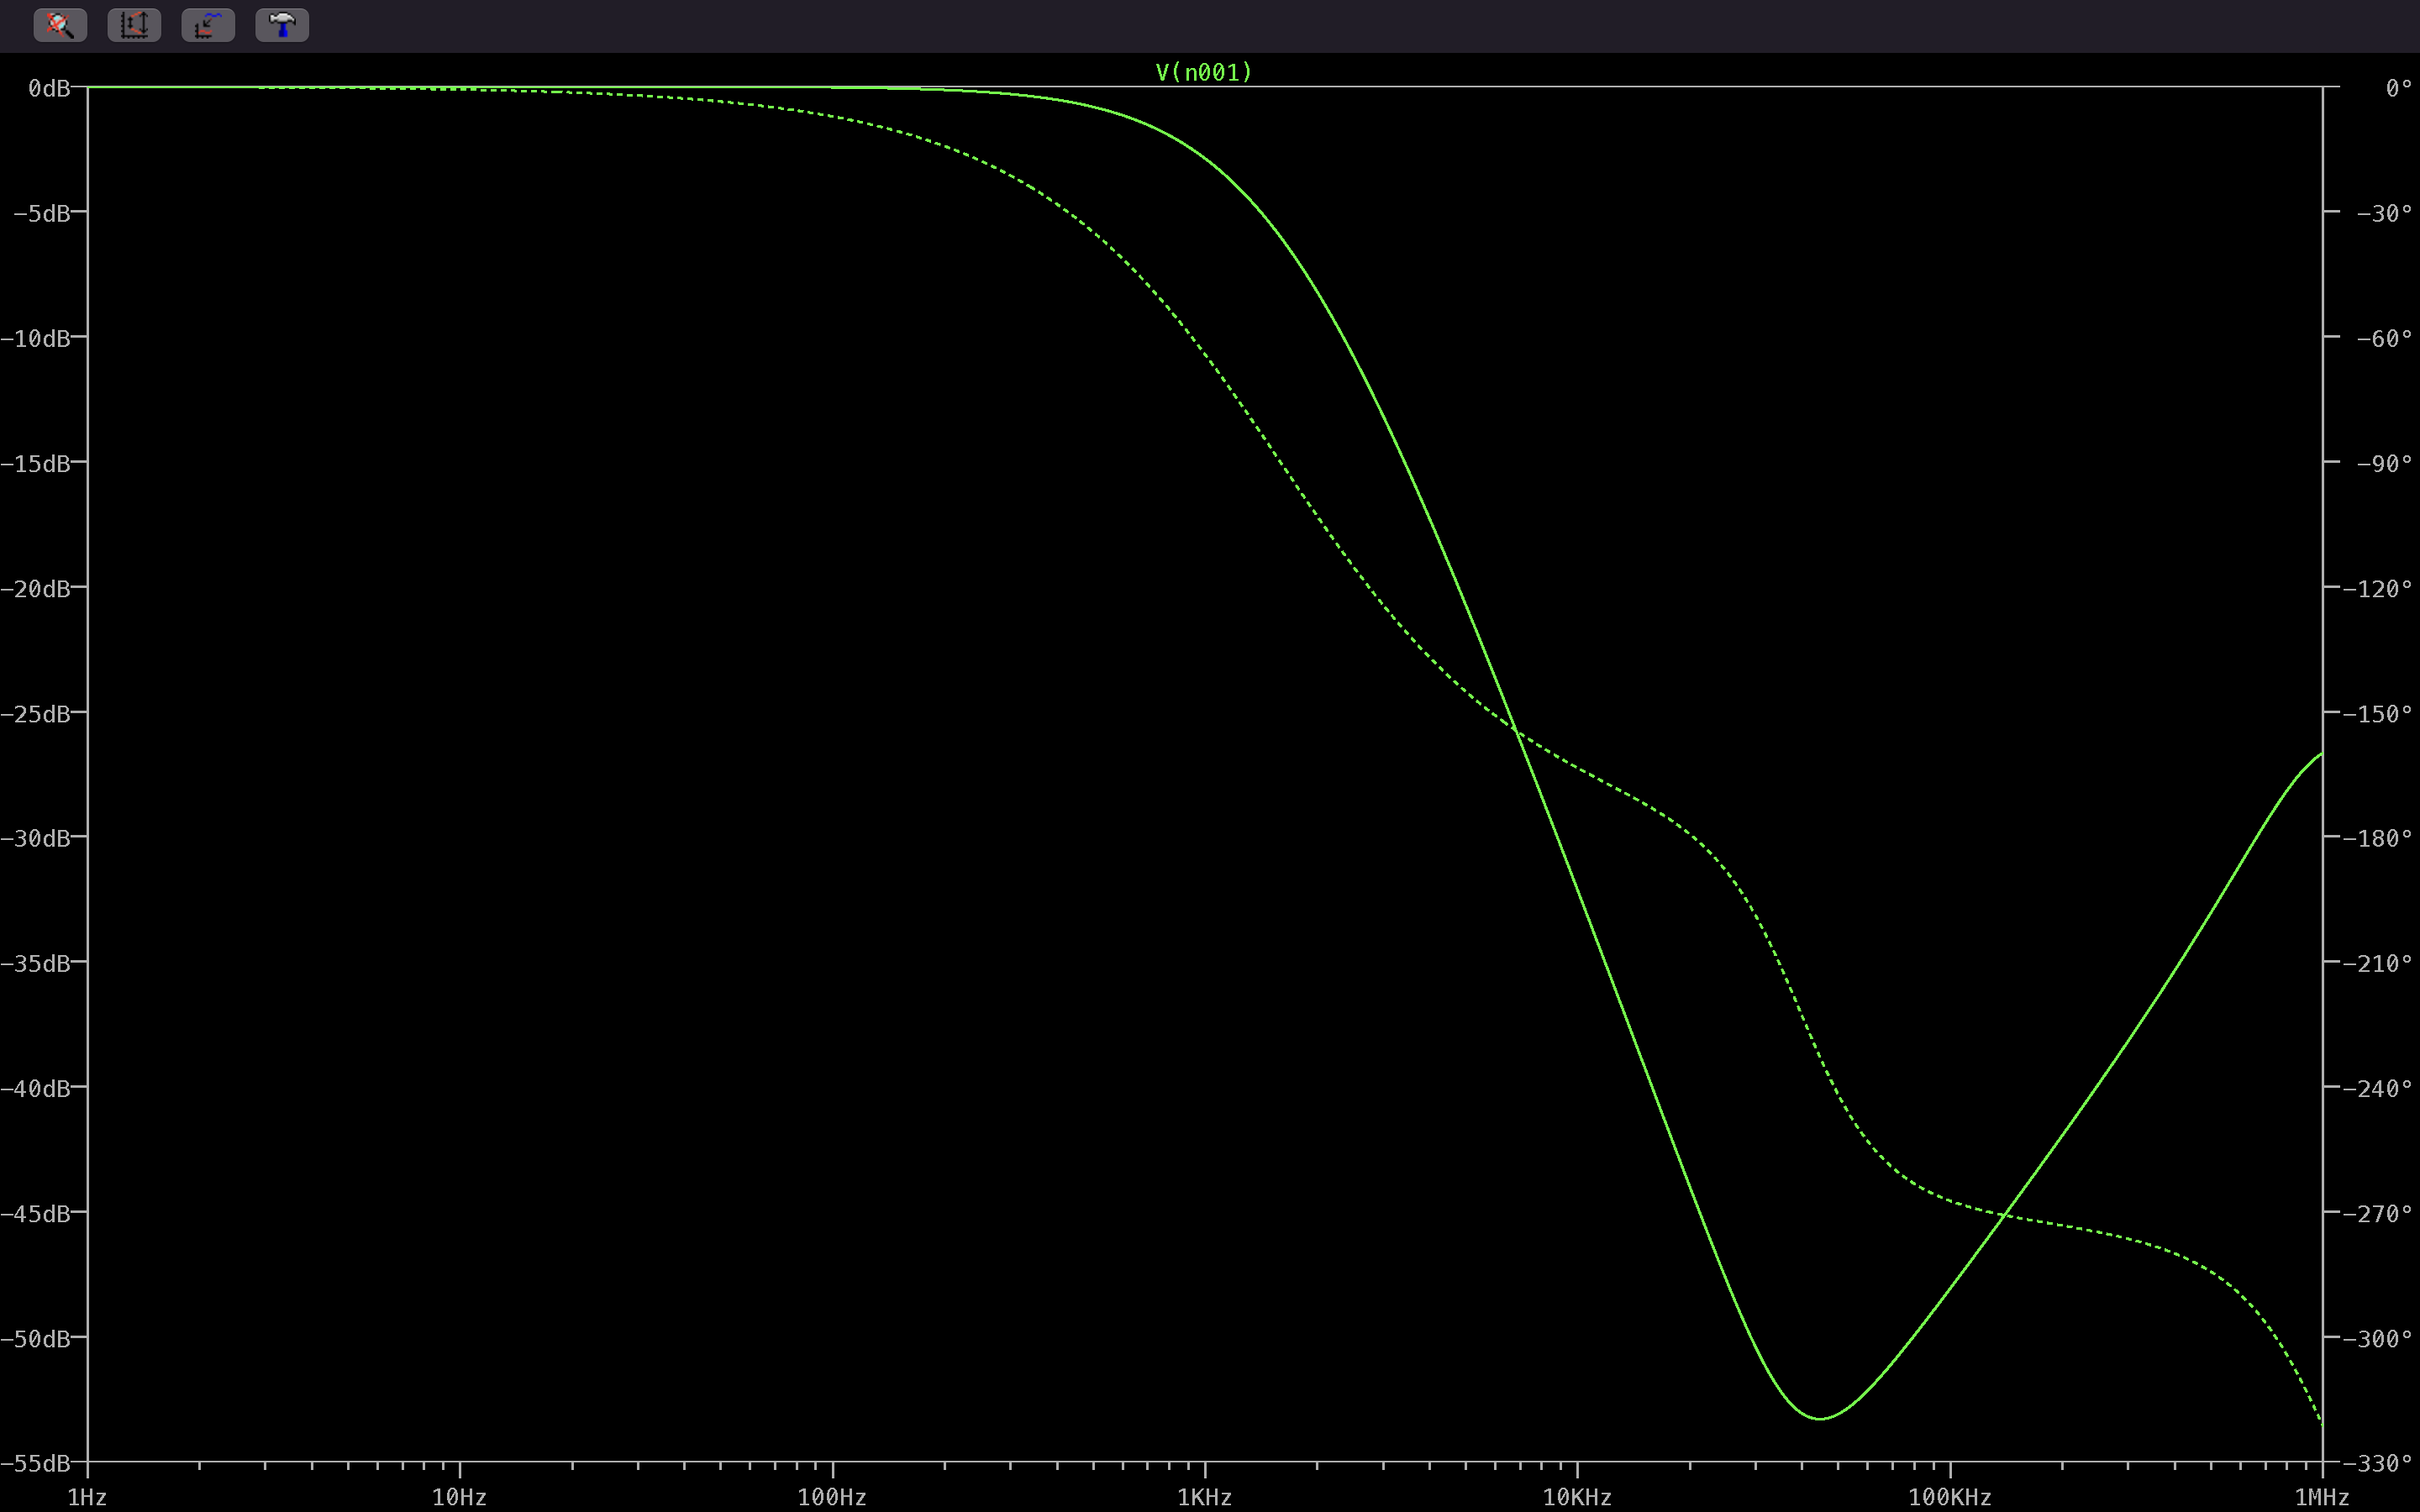 V(n001)
0dB
-5dB
-10dB
-15dB
-20dB
-25dB
-30dB
-35dB
-40dB
-45dB
-50dB
-55dB
0°
-30°
-60°
-90°
-120°
-150°
-180°
-210°
-240°
-270°
-300°
-330°
1Hz 10Hz 100Hz 1KHz 10KHz 100KHz 1MHz